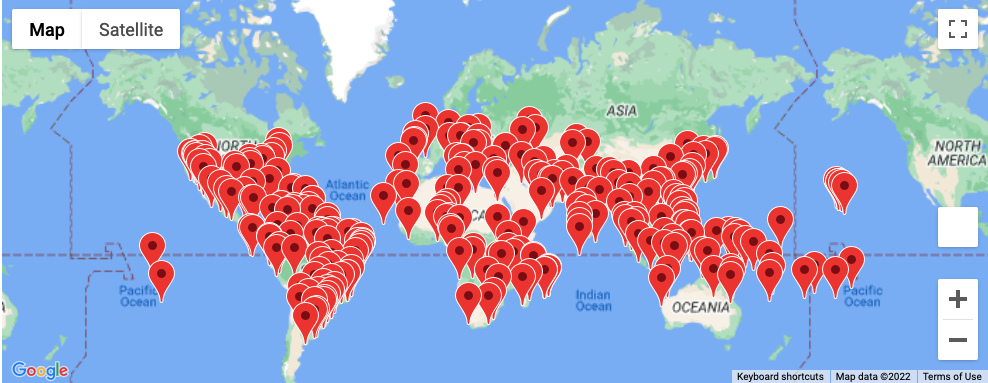 Map
Satellite
ASIA
NORTH
AMERICA
Atlantic
Ocean
Pacific
Ocean
Indian
Ocean
OCEANIA
Pacific
Ocean
Google
Keyboard shortcuts
Map data ©2022
Terms of Use